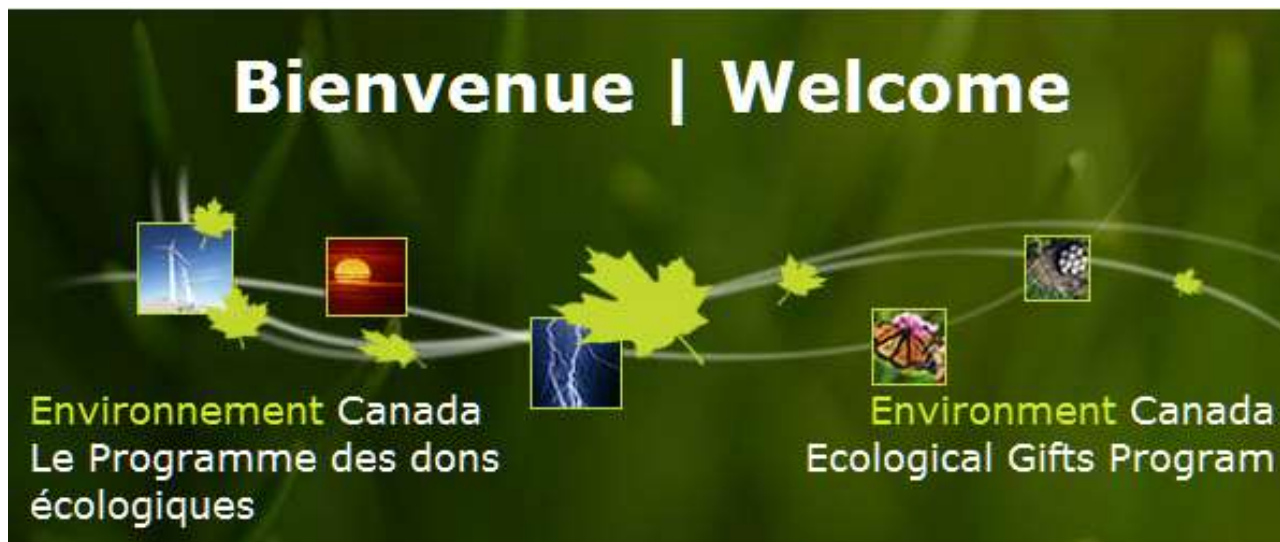 Bienvenue | Welcome
Environnement Canada
Le Programme des dons
écologiques
Environment Canada
Ecological Gifts Program